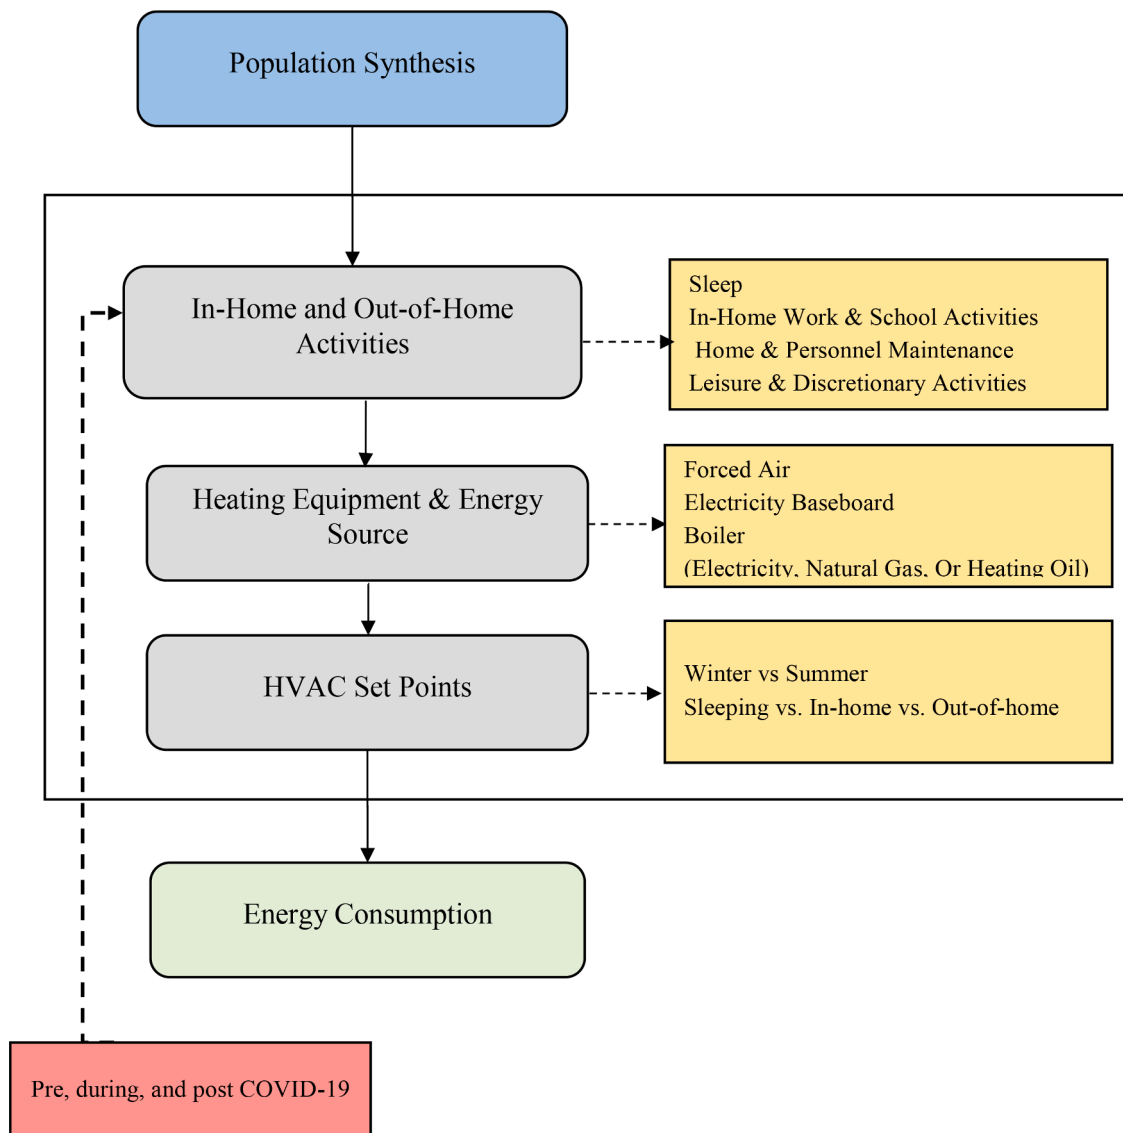 Population Synthesis
In-Home and Out-of-Home
Activities
Sleep
In-Home Work & School Activities
Home & Personnel Maintenance
Leisure & Discretionary Activities
Heating Equipment & Energy
Source
Forced Air
Electricity Baseboard
Boiler
(Electricity, Natural Gas, Or Heating Oil)
HVAC Set Points
Winter vs Summer
Sleeping vs. In-home vs. Out-of-home
Energy Consumption
Pre, during, and post COVID-19